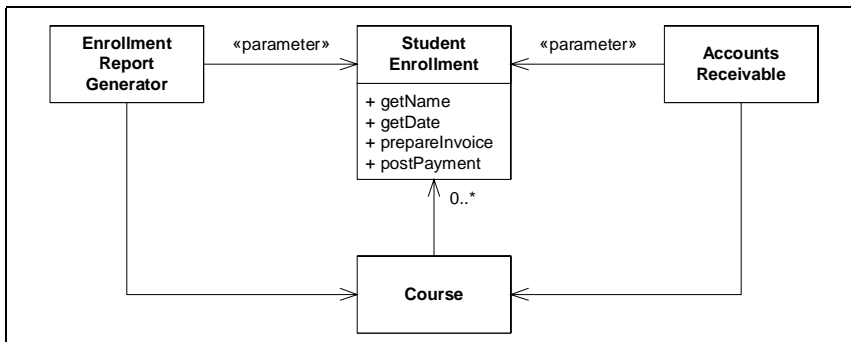 Enrollment
Report
Generator
«parameter»
Student
Enrollment
+ getName
+ getDate
+ prepareInvoice
+ postPayment
«parameter»
Accounts
Receivable
0..*
Course